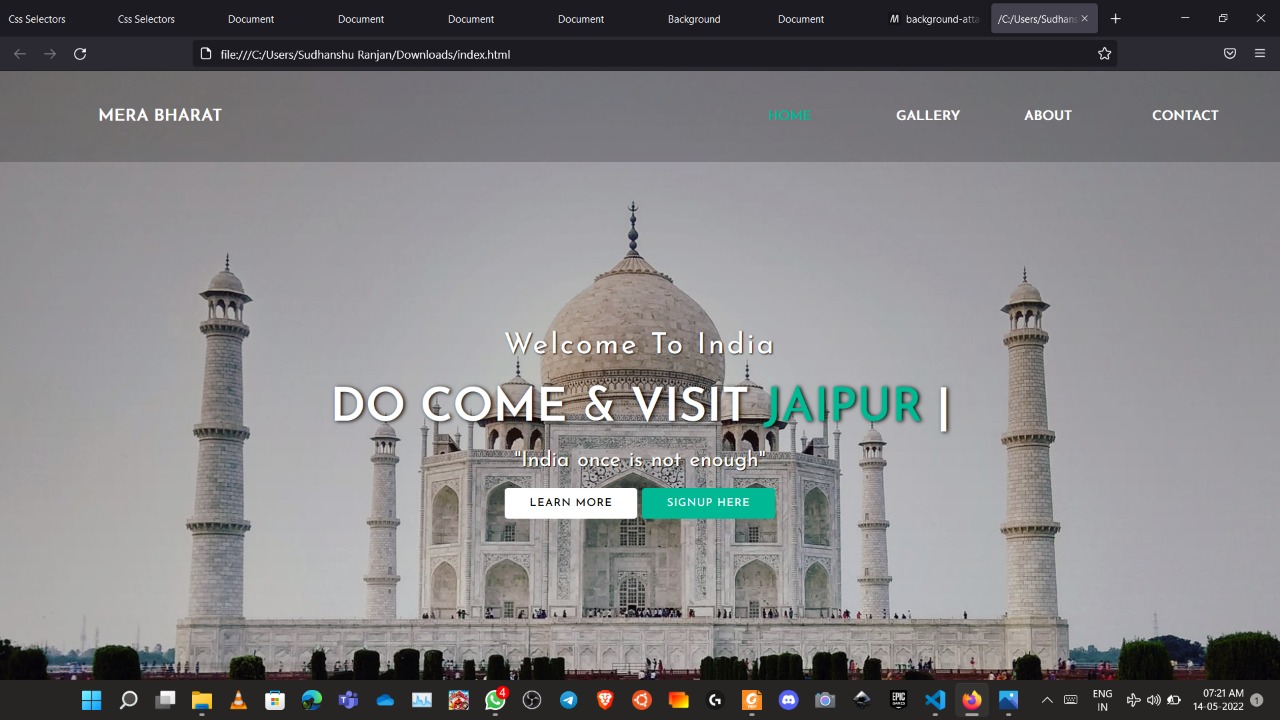 Css Selectors Css Selectors Document Document Document Document Background Document M background-atta /C:/Users/Sudhans
file:///C:/Users/Sudhanshu Ranjan/Downloads/index.html
MERA BHARAT HOME GALLERY ABOUT CONTACT
Welcome To India
DO COME & VISIT JAIPUR |
"India once is not enough"
LEARN MORE SIGNUP HERE
4
EPIC GAMES
ENG
IN
07:21 AM
14-05-2022
1